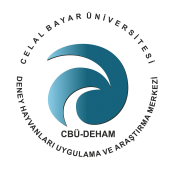 CELAL BAYAR ÜNİVERSİTESİ
DENEY HAYVANLARI UYGULAMA VE ARAŞTIRMA MERKEZİ
CBÜ-DEHAM